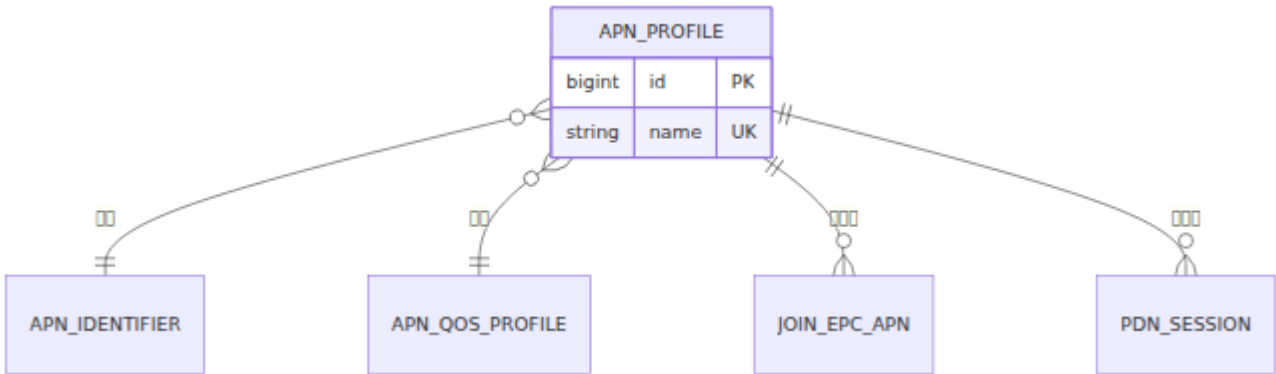 APN_PROFILE
bigint id PK
string name UK
APN_IDENTIFIER
APN_QOS_PROFILE
JOIN_EPC_APN
PDN_SESSION